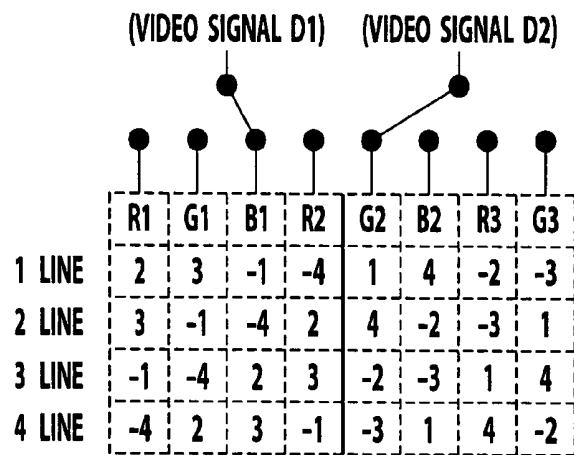 (VIDEO SIGNAL D1) (VIDEO SIGNAL D2)
R1 G1 B1 R2 G2 B2 R3 G3
1 LINE 2 3 -1 -4 1 4 -2 -3
2 LINE 3 -1 -4 2 4 -2 -3 1
3 LINE -1 -4 2 3 -2 -3 1 4
4 LINE -4 2 3 -1 -3 1 4 -2